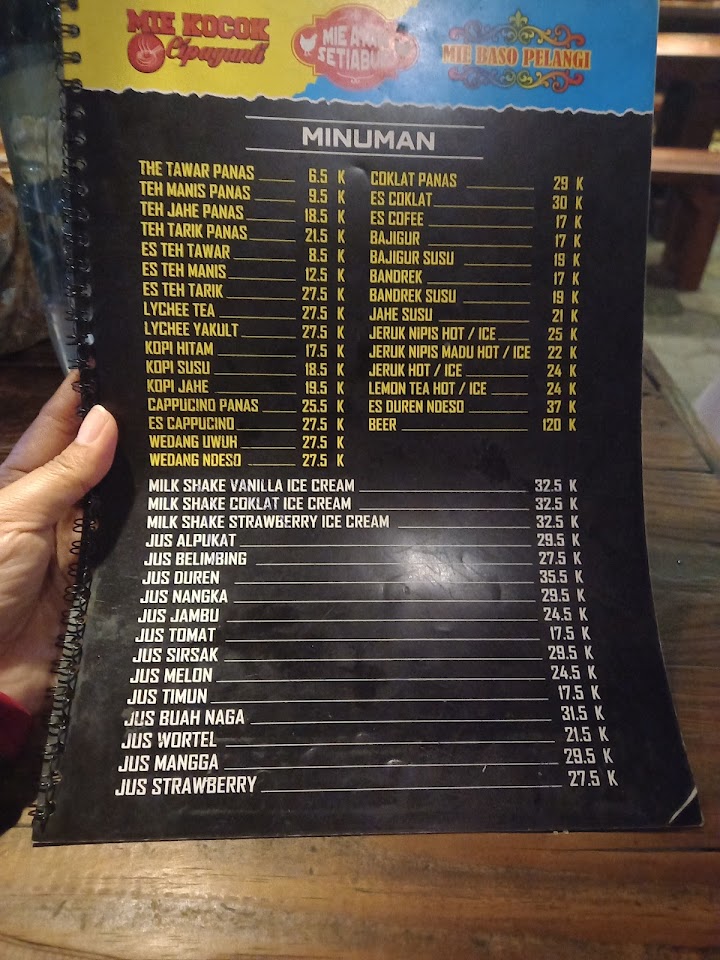 MIE KOCOK
Cipaganti
MIE AYAM
SETIABUDI
MIE BASO PELANGI
MINUMAN
THE TAWAR PANAS 6.5 K
TEH MANIS PANAS 9.5 K
TEH JAHE PANAS 18.5 K
TEH TARIK PANAS 21.5 K
ES TEH TAWAR 8.5 K
ES TEH MANIS 12.5 K
ES TEH TARIK 27.5 K
LYCHEE TEA 27.5 K
LYCHEE YAKULT 27.5 K
KOPI HITAM 17.5 K
KOPI SUSU 18.5 K
KOPI JAHE 19.5 K
CAPPUCINO PANAS 25.5 K
ES CAPPUCINO 27.5 K
WEDANG UWUH 27.5 K
WEDANG NDESO 27.5 K
COKLAT PANAS 29 K
ES COKLAT 30 K
ES COFEE 17 K
BAJIGUR 17 K
BAJIGUR SUSU 19 K
BANDREK 17 K
BANDREK SUSU 19 K
JAHE SUSU 21 K
JERUK NIPIS HOT / ICE 25 K
JERUK NIPIS MADU HOT / ICE 22 K
JERUK HOT / ICE 24 K
LEMON TEA HOT / ICE 24 K
ES DUREN NDESO 37 K
BEER 120 K
MILK SHAKE VANILLA ICE CREAM 32.5 K
MILK SHAKE COKLAT ICE CREAM 32.5 K
MILK SHAKE STRAWBERRY ICE CREAM 32.5 K
JUS ALPUKAT 29.5 K
JUS BELIMBING 27.5 K
JUS DUREN 35.5 K
JUS NANGKA 29.5 K
JUS JAMBU 24.5 K
JUS TOMAT 17.5 K
JUS SIRSAK 29.5 K
JUS MELON 24.5 K
JUS TIMUN 17.5 K
JUS BUAH NAGA 31.5 K
JUS WORTEL 21.5 K
JUS MANGGA 29.5 K
JUS STRAWBERRY 27.5 K